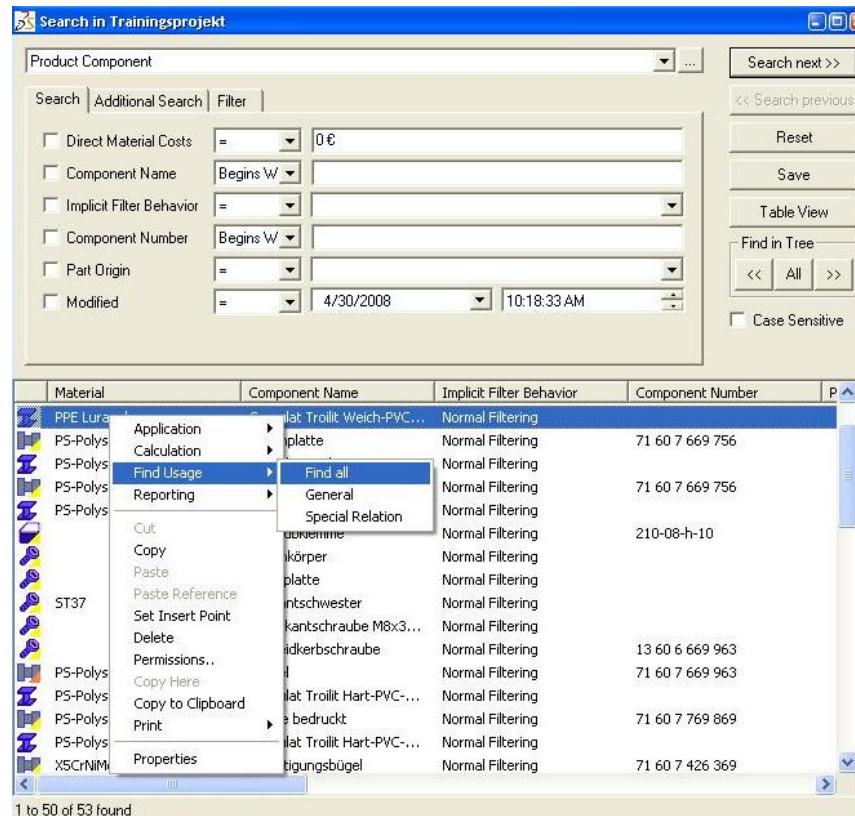 Search in Trainingsprojekt
Product Component
...
Search next >>
Search Additional Search Filter
<< Search previous
Direct Material Costs = 0 €
Reset
Component Name Begins W
Save
Implicit Filter Behavior =
Table View
Component Number Begins W
Find in Tree
Part Origin =
<< All >>
Modified = 4/30/2008 10:18:33 AM
Case Sensitive
Material Component Name Implicit Filter Behavior Component Number P
PPE Troilit Weich-PVC... Normal Filtering
PS-Polys Normal Filtering 71 60 7 669 756
PS-Polys Normal Filtering
PS-Polys Normal Filtering 71 60 7 669 756
PS-Polys Normal Filtering
Normal Filtering 210-08-h-10
nkörper Normal Filtering
platte Normal Filtering
ST37 ntschwester Normal Filtering
kantschraube M8x3... Normal Filtering
idkerbschraube Normal Filtering 13 60 6 669 963
PS-Polys Normal Filtering 71 60 7 669 963
PS-Polys lat Troilit Hart-PVC-... Normal Filtering
PS-Polys bedruckt Normal Filtering 71 60 7 769 869
PS-Polys lat Troilit Hart-PVC-... Normal Filtering
X5CrNiM tigungsbügel Normal Filtering 71 60 7 426 369
Application
Calculation
Find Usage
Reporting
Cut
Copy
Paste
Paste Reference
Set Insert Point
Delete
Permissions..
Copy Here
Copy to Clipboard
Print
Properties
Find all
General
Special Relation
1 to 50 of 53 found